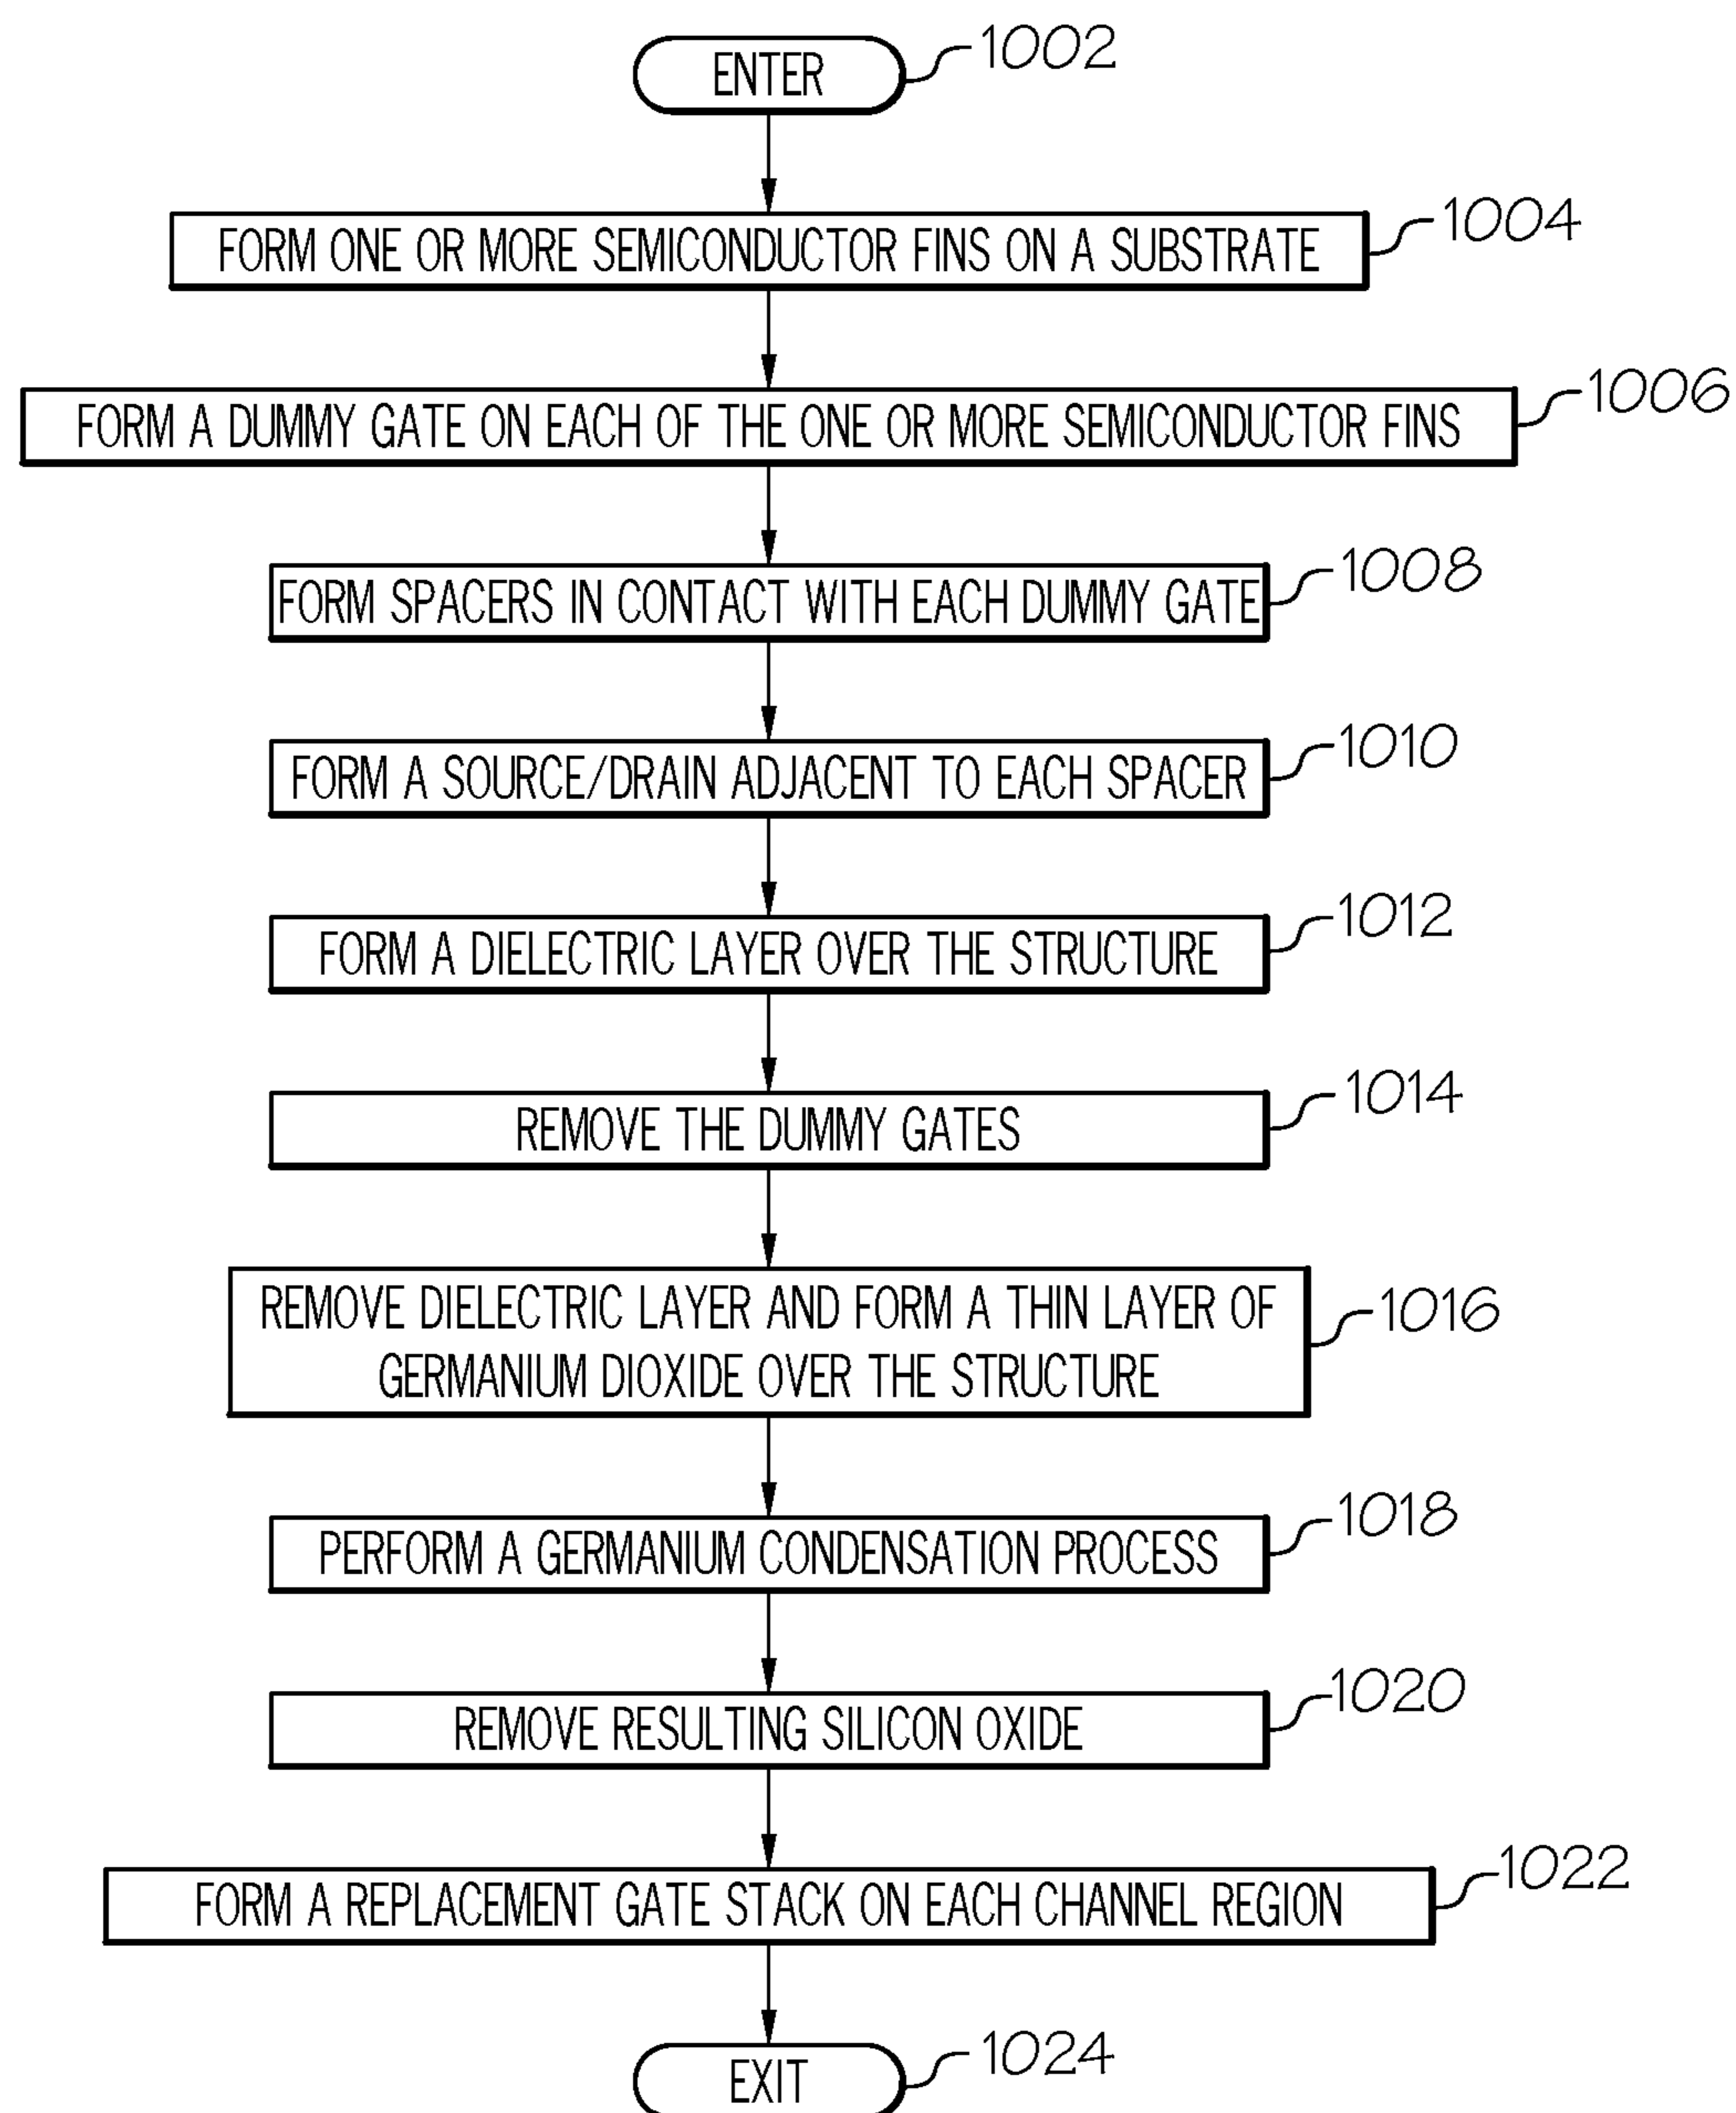 ENTER
1002
FORM ONE OR MORE SEMICONDUCTOR FINS ON A SUBSTRATE
1004
FORM A DUMMY GATE ON EACH OF THE ONE OR MORE SEMICONDUCTOR FINS
1006
FORM SPACERS IN CONTACT WITH EACH DUMMY GATE
1008
FORM A SOURCE/DRAIN ADJACENT TO EACH SPACER
1010
FORM A DIELECTRIC LAYER OVER THE STRUCTURE
1012
REMOVE THE DUMMY GATES
1014
REMOVE DIELECTRIC LAYER AND FORM A THIN LAYER OF
GERMANIUM DIOXIDE OVER THE STRUCTURE
1016
PERFORM A GERMANIUM CONDENSATION PROCESS
1018
REMOVE RESULTING SILICON OXIDE
1020
FORM A REPLACEMENT GATE STACK ON EACH CHANNEL REGION
1022
EXIT
1024